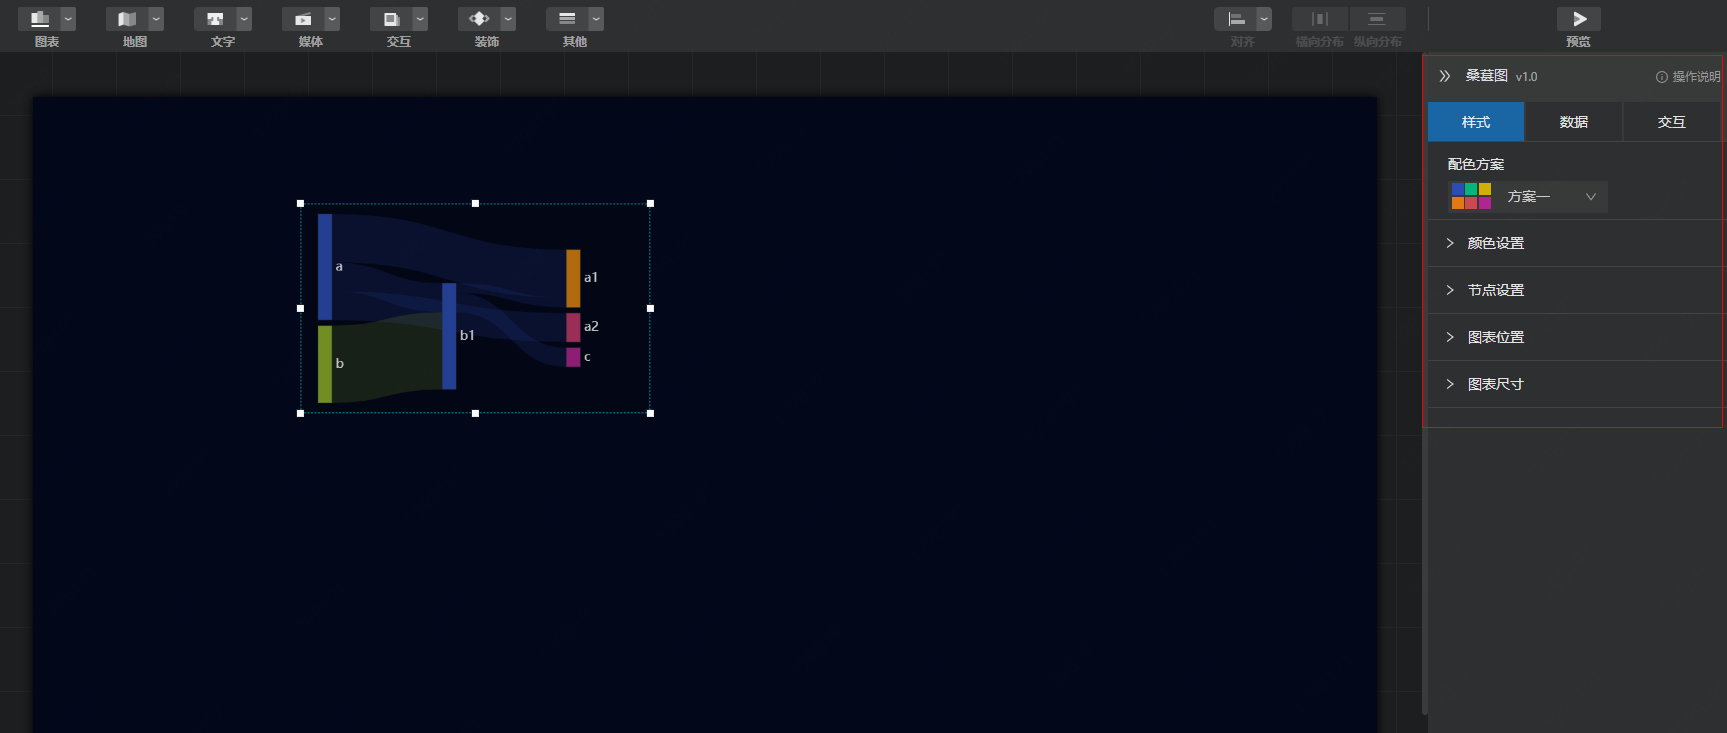 图表 地图 文字 媒体 交互 装饰 其他 对齐 横向分布 纵向分布 预览
桑葚图 v1.0 操作说明
样式 数据 交互
配色方案
方案一
颜色设置
节点设置
图表位置
图表尺寸
a
a1
a2
b1
c
b